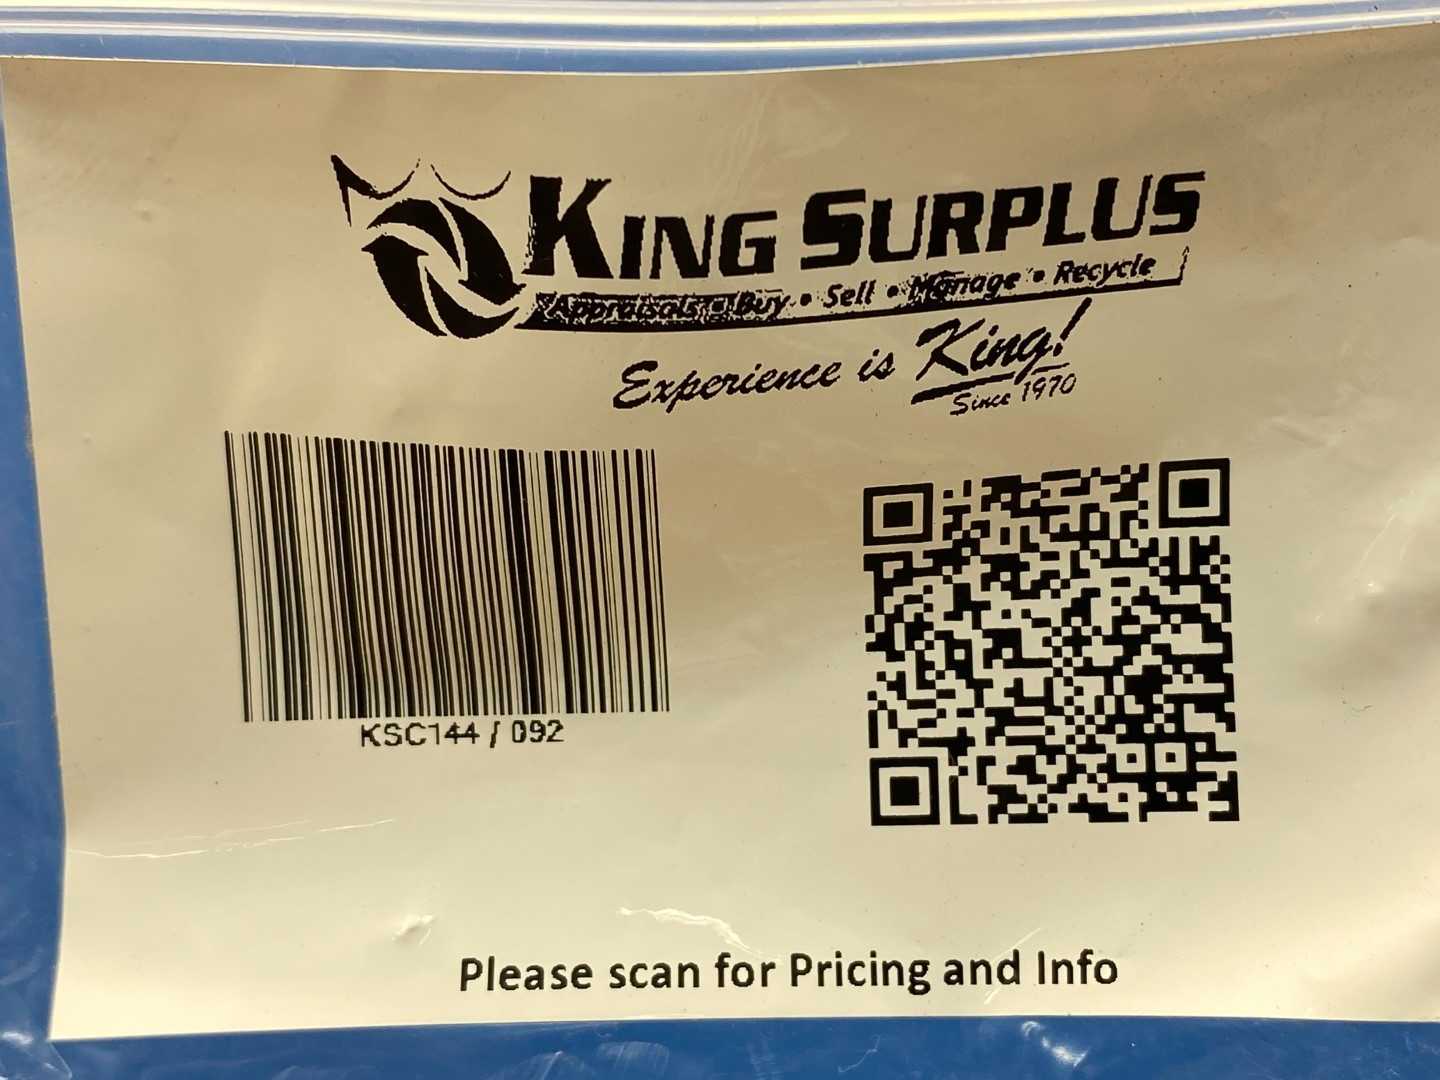 KING SURPLUS
Appraisals • Buy • Sell • Manage • Recycle
Experience is King!
Since 1970
KSC144 / 092
Please scan for Pricing and Info